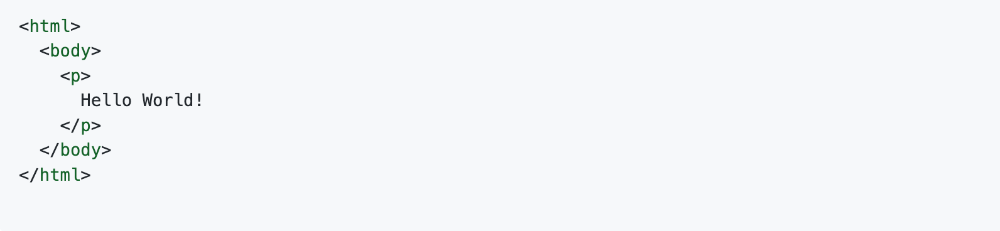 <html>
  <body>
    <p>
      Hello World!
    </p>
  </body>
</html>